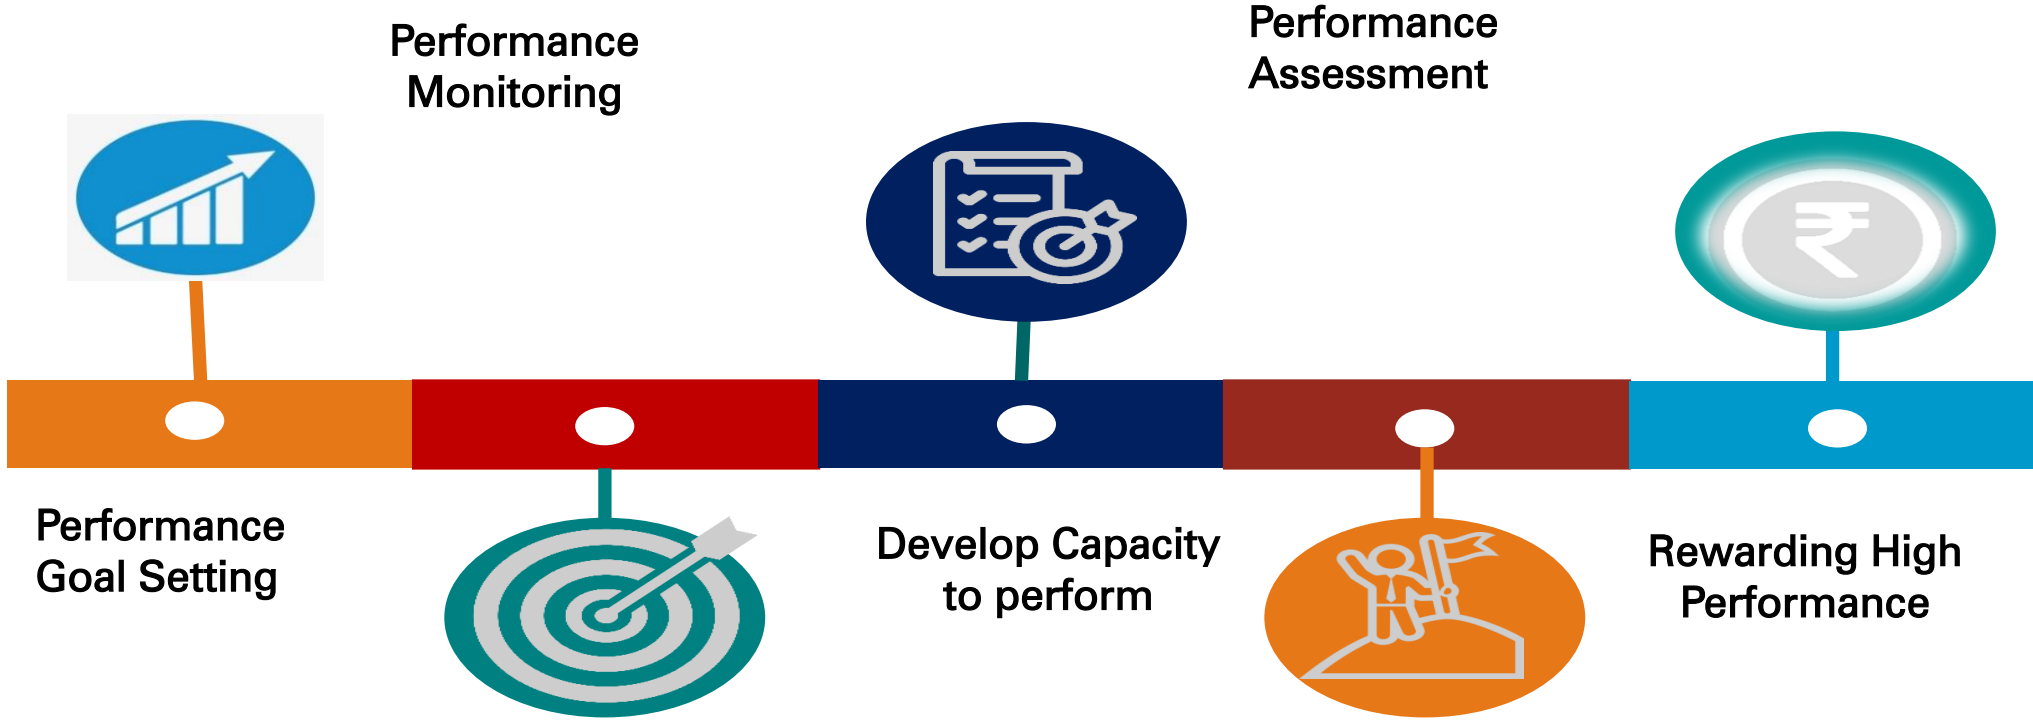 Performance
Goal Setting
Performance
Monitoring
Develop Capacity
to perform
Performance
Assessment
Rewarding High
Performance
₹